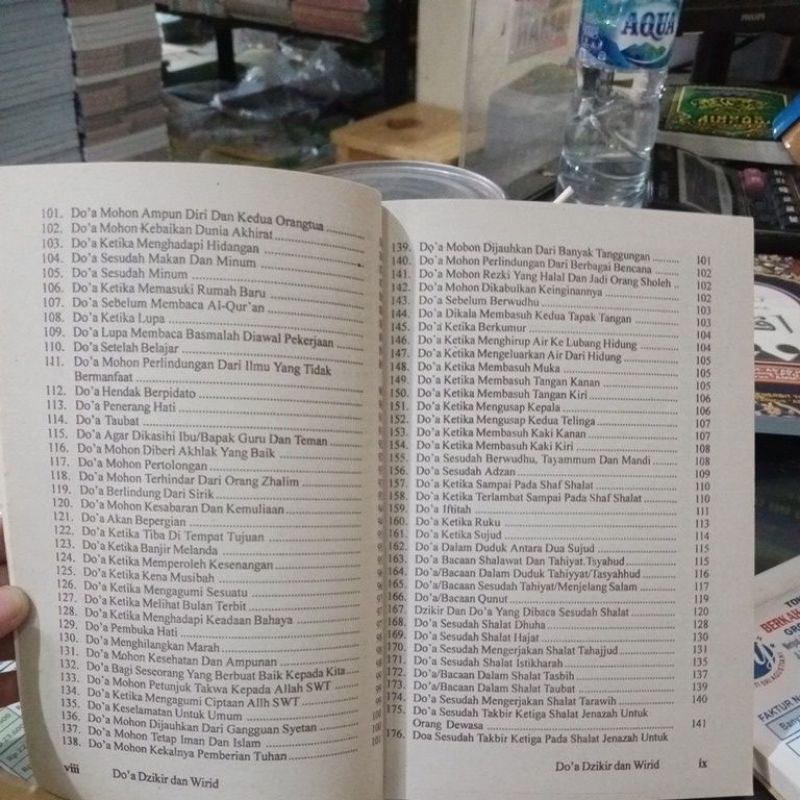 AQUA
101. Do'a Mohon Ampun Diri Dan Kedua Orangtua
102. Do'a Mohon Kebaikan Dunia Akhirat
103. Do'a Ketika Menghadapi Hidangan
104. Do'a Sesudah Makan Dan Minum
105. Do'a Sesudah Minum
106. Do'a Ketika Memasuki Rumah Baru
107. Do'a Sebelum Membaca Al-Qur'an
108. Do'a Ketika Lupa
109. Do'a Lupa Membaca Basmalah Diawal Pekerjaan
110. Do'a Setelah Belajar
111. Do'a Mohon Perlindungan Dari Ilmu Yang Tidak
Bermanfaat
112. Do'a Hendak Berpidato
113. Do'a Penerang Hati
114. Do'a Taubat
115. Do'a Agar Dikasihi Ibu/Bapak Guru Dan Teman
116. Do'a Mohon Diberi Akhlak Yang Baik
117. Do'a Mohon Pertolongan
118. Do'a Mohon Terhindar Dari Orang Zhalim
119. Do'a Berlindung Dari Sirik
120. Do'a Mohon Kesabaran Dan Kemuliaan
121. Do'a Akan Bepergian
122. Do'a Ketika Tiba Di Tempat Tujuan
123. Do'a Ketika Banjir Melanda
124. Do'a Ketika Memperoleh Kesenangan
125. Do'a Ketika Kena Musibah
126. Do'a Ketika Mengagumi Sesuatu
127. Do'a Ketika Melihat Bulan Terbit
128. Do'a Ketika Menghadapi Keadaan Bahaya
129. Do'a Pembuka Hati
130. Do'a Menghilangkan Marah
131. Do'a Mohon Kesehatan Dan Ampunan
132. Do'a Bagi Seseorang Yang Berbuat Baik Kepada Kita
133. Do'a Mohon Petunjuk Takwa Kepada Allah SWT
134. Do'a Ketika Mengagumi Ciptaan Allh SWT
135. Do'a Keselamatan Untuk Umum
136. Do'a Mohon Dijauhkan Dari Gangguan Syetan 100
137. Do'a Mohon Tetap Iman Dan Islam 100
138. Do'a Mohon Kekalnya Pemberian Tuhan 101
viii Do'a Dzikir dan Wirid
139. Do'a Mohon Dijauhkan Dari Banyak Tanggungan 101
140. Do'a Mohon Perlindungan Dari Berbagai Bencana 102
141. Do'a Mohon Rezki Yang Halal Dan Jadi Orang Sholeh 102
142. Do'a Mohon Dikabulkan Keinginannya 102
143. Do'a Sebelum Berwudhu 103
144. Do'a Dikala Membasuh Kedua Tapak Tangan 103
145. Do'a Ketika Berkumur 104
146. Do'a Ketika Menghirup Air Ke Lubang Hidung 104
147. Do'a Ketika Mengeluarkan Air Dari Hidung 105
148. Do'a Ketika Membasuh Muka 105
149. Do'a Ketika Membasuh Tangan Kanan 105
150. Do'a Ketika Membasuh Tangan Kiri 106
151. Do'a Ketika Mengusap Kepala 106
152. Do'a Ketika Mengusap Kedua Telinga 107
153. Do'a Ketika Membasuh Kaki Kanan 107
154. Do'a Ketika Membasuh Kaki Kiri 108
155. Do'a Sesudah Berwudhu, Tayammum Dan Mandi 108
156. Do'a Sesudah Adzan 109
157. Do'a Ketika Sampai Pada Shaf Shalat 110
158. Do'a Ketika Terlambat Sampai Pada Shaf Shalat 110
159. Do'a Iftitah 111
160. Do'a Ketika Ruku 113
161. Do'a Ketika Sujud 114
162. Do'a Dalam Duduk Antara Dua Sujud 115
163. Do'a Bacaan Shalawat Dan Tahiyat Tsyahud 115
164. Do'a/Bacaan Dalam Duduk Tahiyyat/Tasyahhud 116
165. Do'a/Bacaan Sesudah Tahiyat/Menjelang Salam 117
166. Do'a/Bacaan Qunut 119
167. Dzikir Dan Do'a Yang Dibaca Sesudah Shalat 120
168. Do'a Sesudah Shalat Dhuha 128
169. Do'a Sesudah Shalat Hajat 130
170. Do'a Sesudah Mengerjakan Shalat Tahajjud 131
171. Do'a Sesudah Shalat Istikharah 135
172. Do'a/Bacaan Dalam Shalat Tasbih 137
173. Do'a/Bacaan Dalam Shalat Taubat 139
174. Do'a Sesudah Mengerjakan Shalat Tarawih 140
175. Do'a Sesudah Takbir Ketiga Shalat Jenazah Untuk
Orang Dewasa 141
176. Doa Sesudah Takbir Ketiga Pada Shalat Jenazah Untuk
Do'a Dzikir dan Wirid ix
BERKAH
FAKTUR